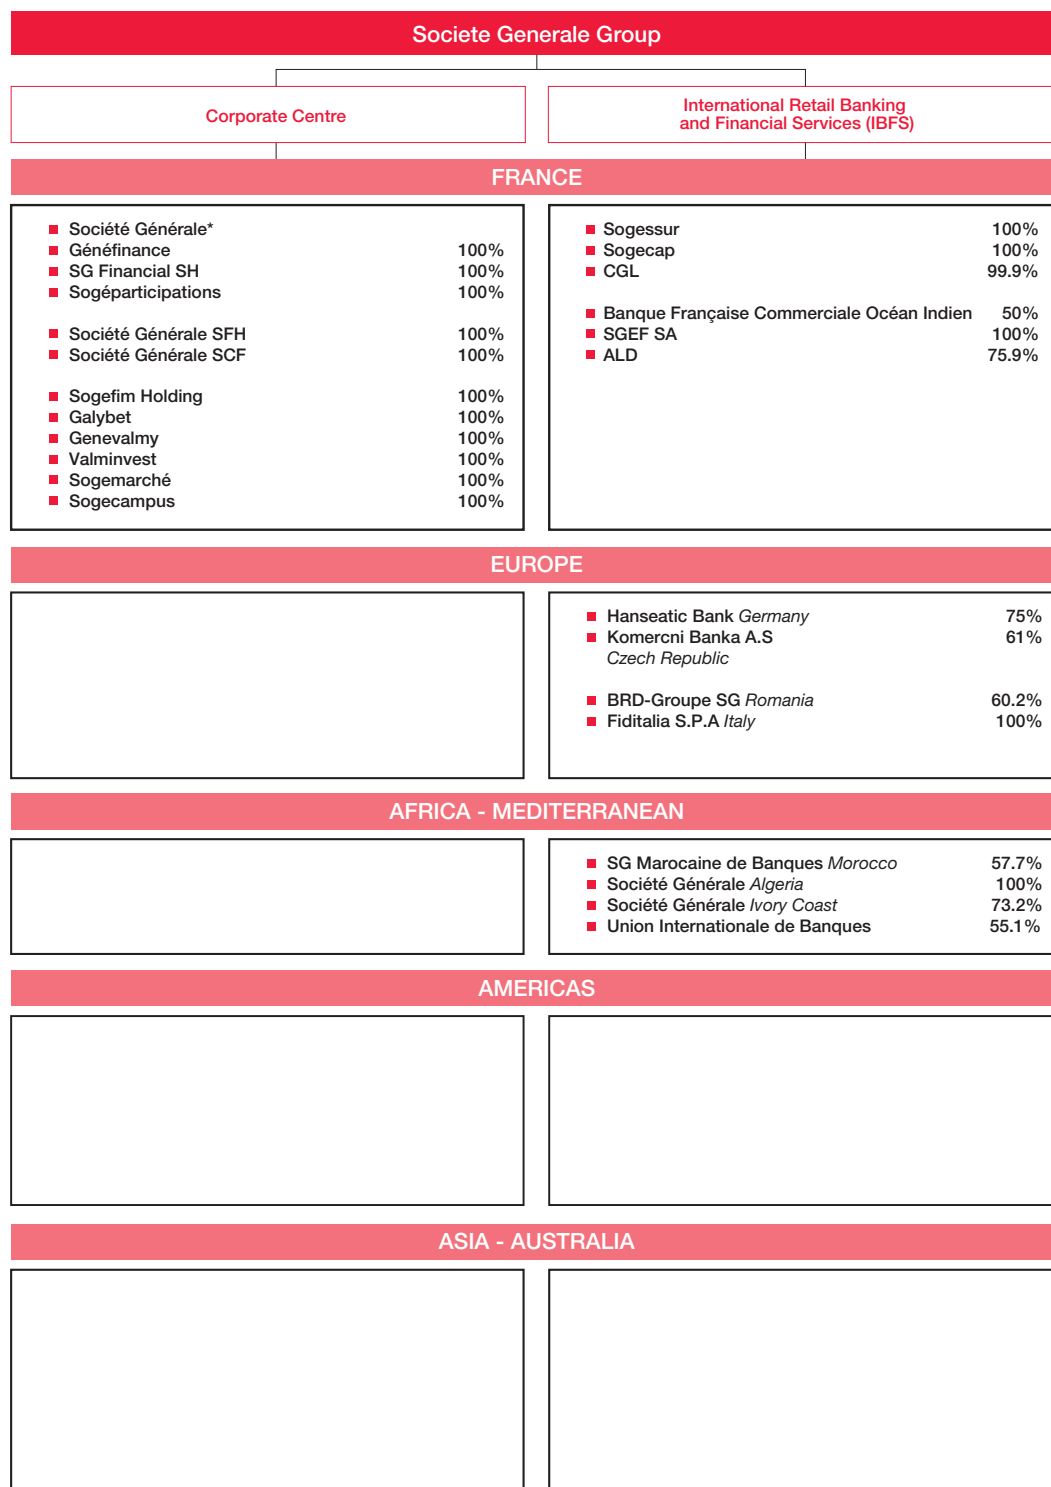 Societe Generale Group
Corporate Centre
International Retail Banking
and Financial Services (IBFS)
FRANCE
Société Générale*
Généfinance 100%
SG Financial SH 100%
Sogéparticipations 100%
Société Générale SFH 100%
Société Générale SCF 100%
Sogefim Holding 100%
Galybet 100%
Genevalmy 100%
Valminvest 100%
Sogemarché 100%
Sogecampus 100%
Sogessur 100%
Sogecap 100%
CGL 99.9%
Banque Française Commerciale Océan Indien 50%
SGEF SA 100%
ALD 75.9%
EUROPE
Hanseatic Bank Germany 75%
Komercni Banka A.S 61%
Czech Republic
BRD-Groupe SG Romania 60.2%
Fiditalia S.P.A Italy 100%
AFRICA - MEDITERRANEAN
SG Marocaine de Banques Morocco 57.7%
Société Générale Algeria 100%
Société Générale Ivory Coast 73.2%
Union Internationale de Banques 55.1%
AMERICAS
ASIA - AUSTRALIA